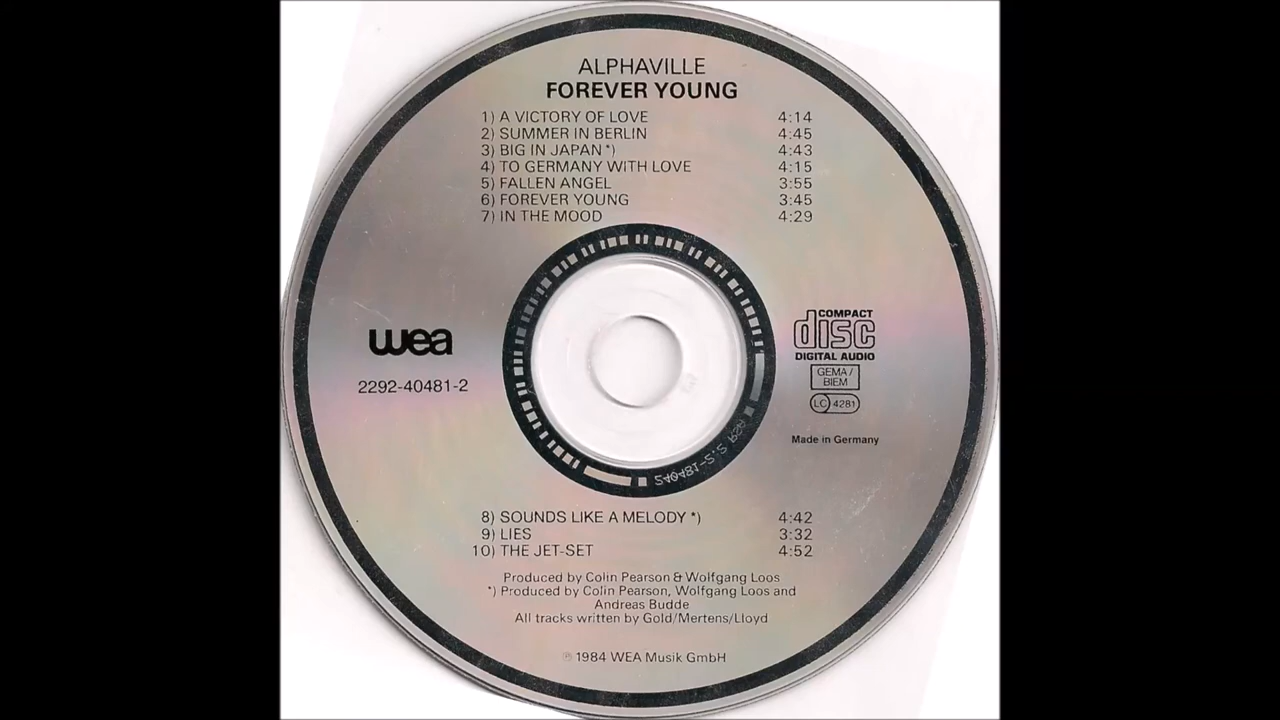 ALPHAVILLE
FOREVER YOUNG
1) A VICTORY OF LOVE 4:14
2) SUMMER IN BERLIN 4:45
3) BIG IN JAPAN *) 4:43
4) TO GERMANY WITH LOVE 4:15
5) FALLEN ANGEL 3:55
6) FOREVER YOUNG 3:45
7) IN THE MOOD 4:29
wea
2292-40481-2
COMPACT
disc
DIGITAL AUDIO
GEMA/
BIEM
LC 4281
Made in Germany
240481-2.2 RSA
8) SOUNDS LIKE A MELODY *) 4:42
9) LIES 3:32
10) THE JET-SET 4:52
Produced by Colin Pearson & Wolfgang Loos
*) Produced by Colin Pearson, Wolfgang Loos and
Andreas Budde
All tracks written by Gold/Mertens/Lloyd
℗ 1984 WEA Musik GmbH